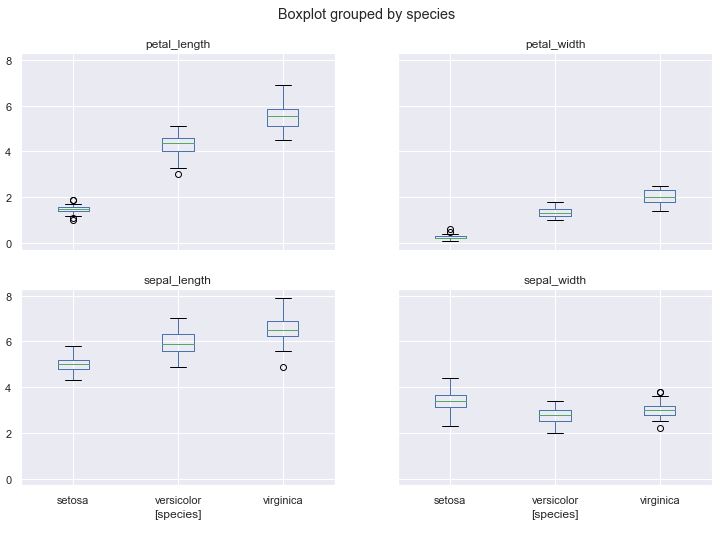 Boxplot grouped by species
petal_length
petal_width
8
6
4
2
0
sepal_length
sepal_width
8
6
4
2
0
setosa versicolor virginica
[species]
setosa versicolor virginica
[species]